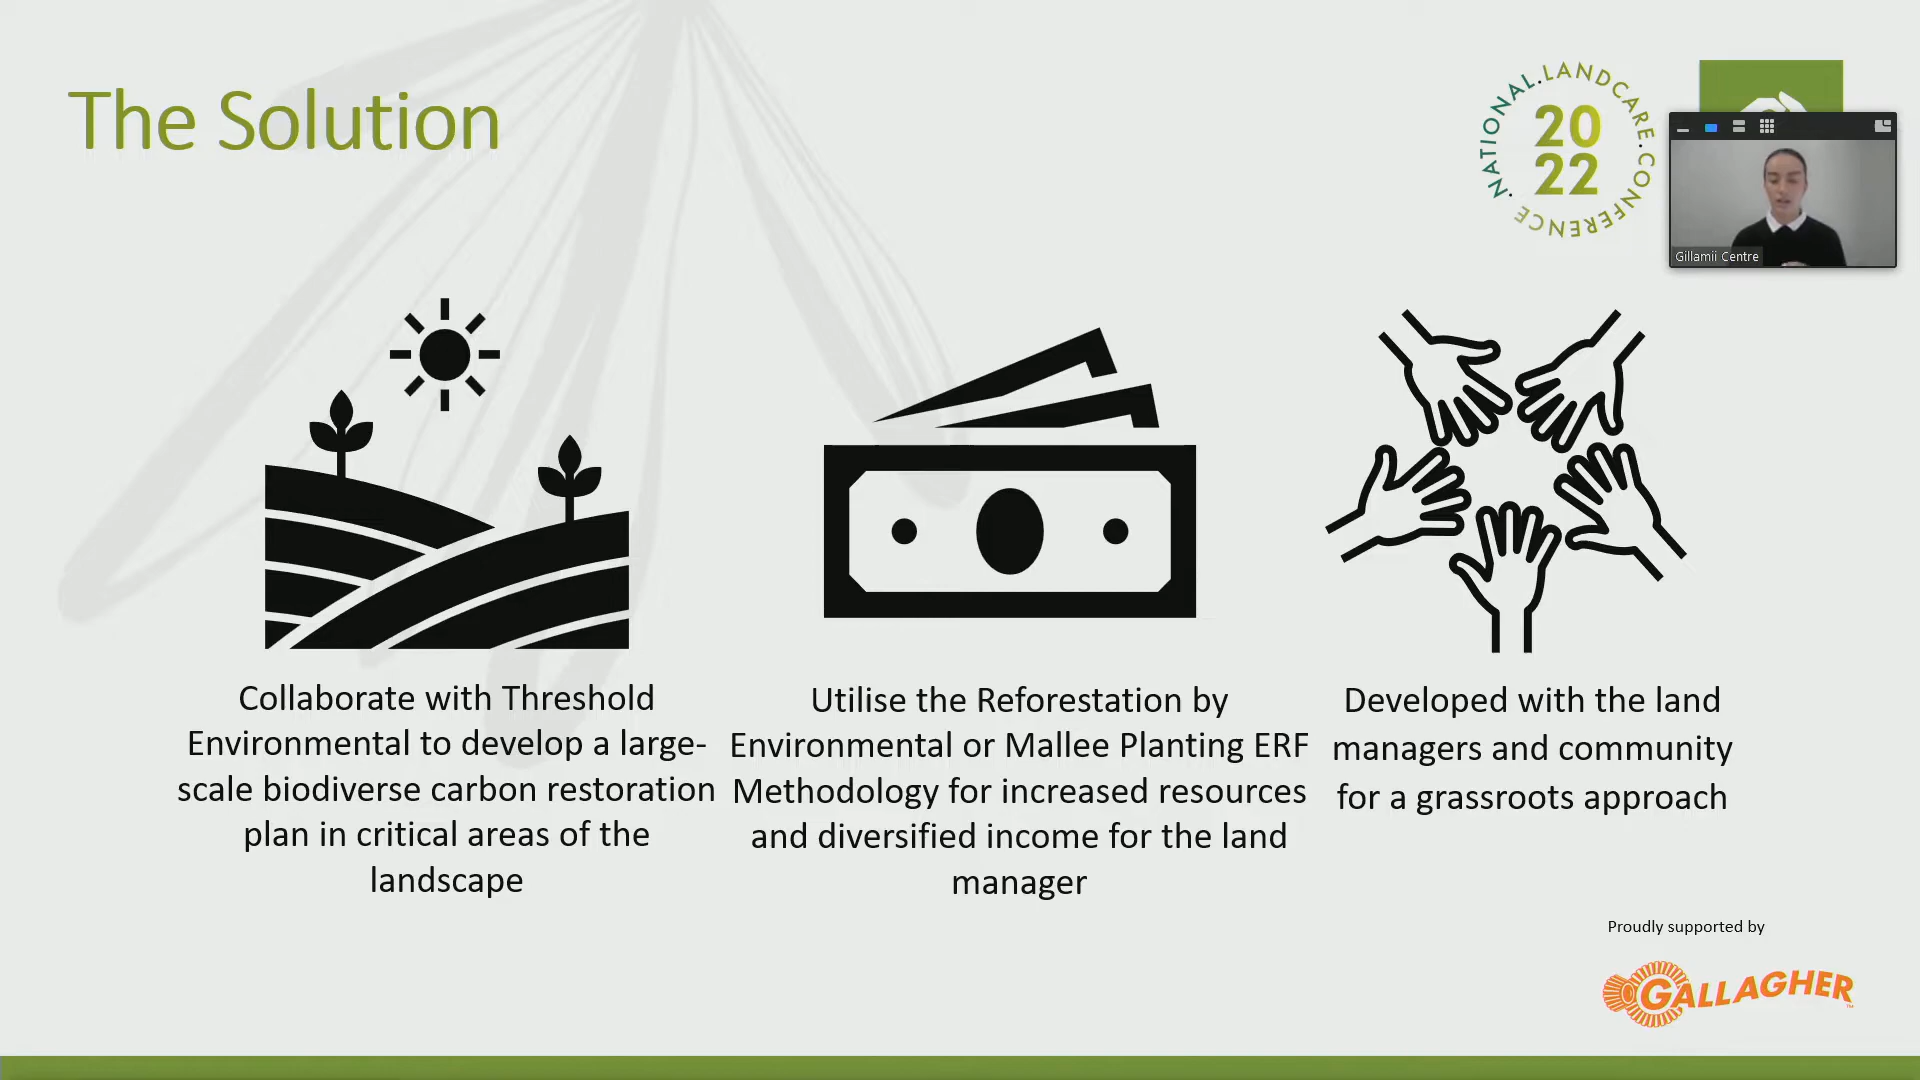 The Solution
NATIONAL.LANDCARE.CONFERENCE.
20
22
Gillamii Centre
Collaborate with Threshold
Environmental to develop a large-
scale biodiverse carbon restoration
plan in critical areas of the
landscape
Utilise the Reforestation by
Environmental or Mallee Planting ERF
Methodology for increased resources
and diversified income for the land
manager
Developed with the land
managers and community
for a grassroots approach
Proudly supported by
GALLAGHER